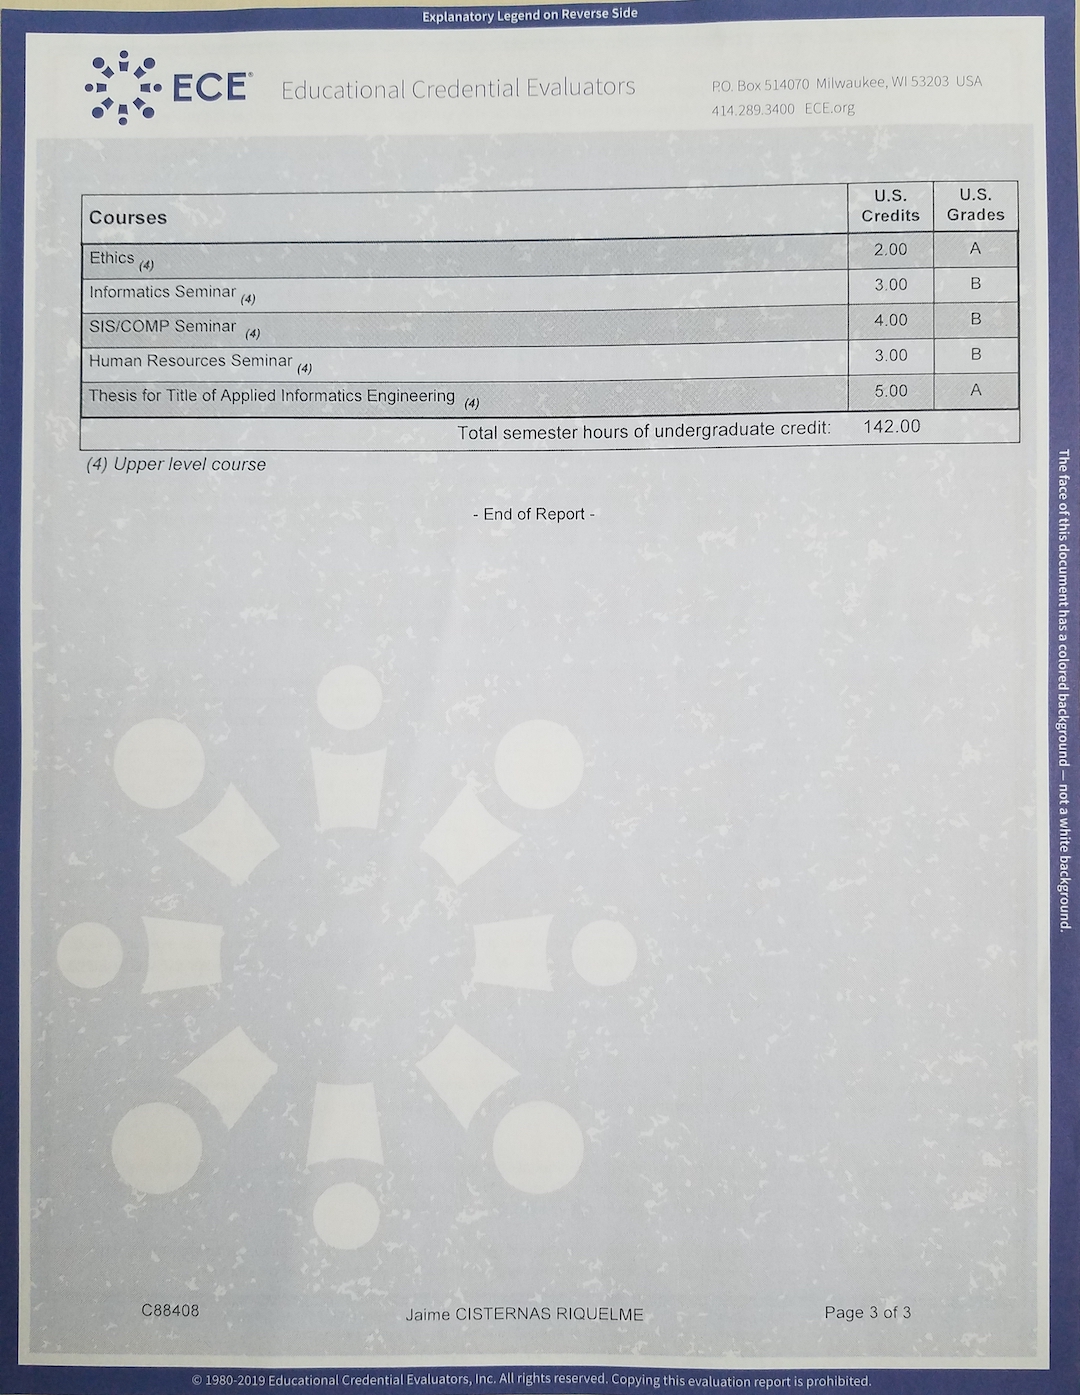 Explanatory Legend on Reverse Side
ECE® Educational Credential Evaluators
P.O. Box 514070 Milwaukee, WI 53203 USA
414.289.3400 ECE.org
Courses U.S. Credits U.S. Grades
Ethics (4) 2.00 A
Informatics Seminar (4) 3.00 B
SIS/COMP Seminar (4) 4.00 B
Human Resources Seminar (4) 3.00 B
Thesis for Title of Applied Informatics Engineering (4) 5.00 A
Total semester hours of undergraduate credit: 142.00
(4) Upper level course
- End of Report -
The face of this document has a colored background — not a white background.
C88408 Jaime CISTERNAS RIQUELME Page 3 of 3
© 1980-2019 Educational Credential Evaluators, Inc. All rights reserved. Copying this evaluation report is prohibited.